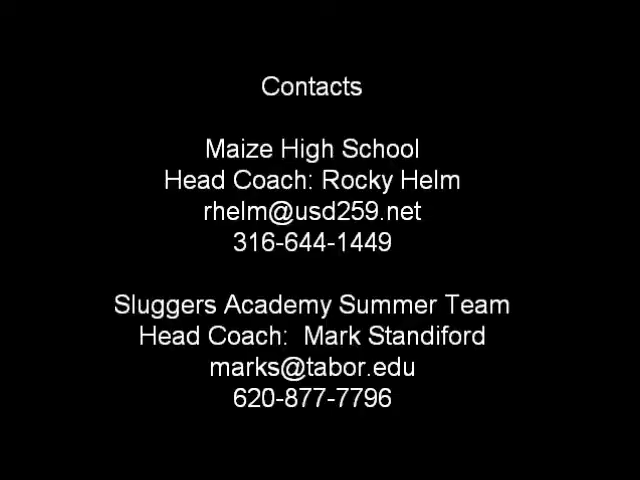 Contacts
Maize High School
Head Coach: Rocky Helm
rhelm@usd259.net
316-644-1449
Sluggers Academy Summer Team
Head Coach:  Mark Standiford
marks@tabor.edu
620-877-7796